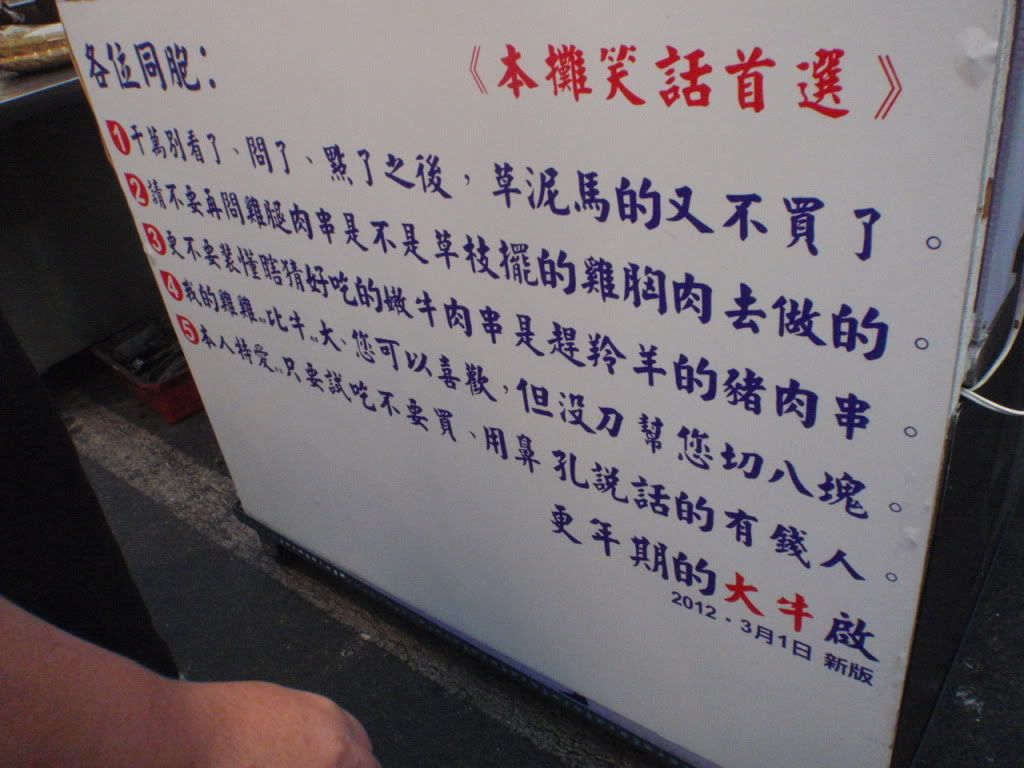 各位同胞：
《本攤笑話首選》
1千萬別看了、問了、點了之後，草泥馬的又不買了。
2請不要再問雞腿肉串是不是草枝擺的雞胸肉去做的。
3更不要裝懂瞎猜好吃的嫩牛肉串是趕羚羊的豬肉串。
4我的雞雞..比牛..大、您可以喜歡，但没刀幫您切八塊。
5本人特愛..只要試吃不要買、用鼻孔説話的有錢人。
更年期的大牛啟
2012・3月1日 新版